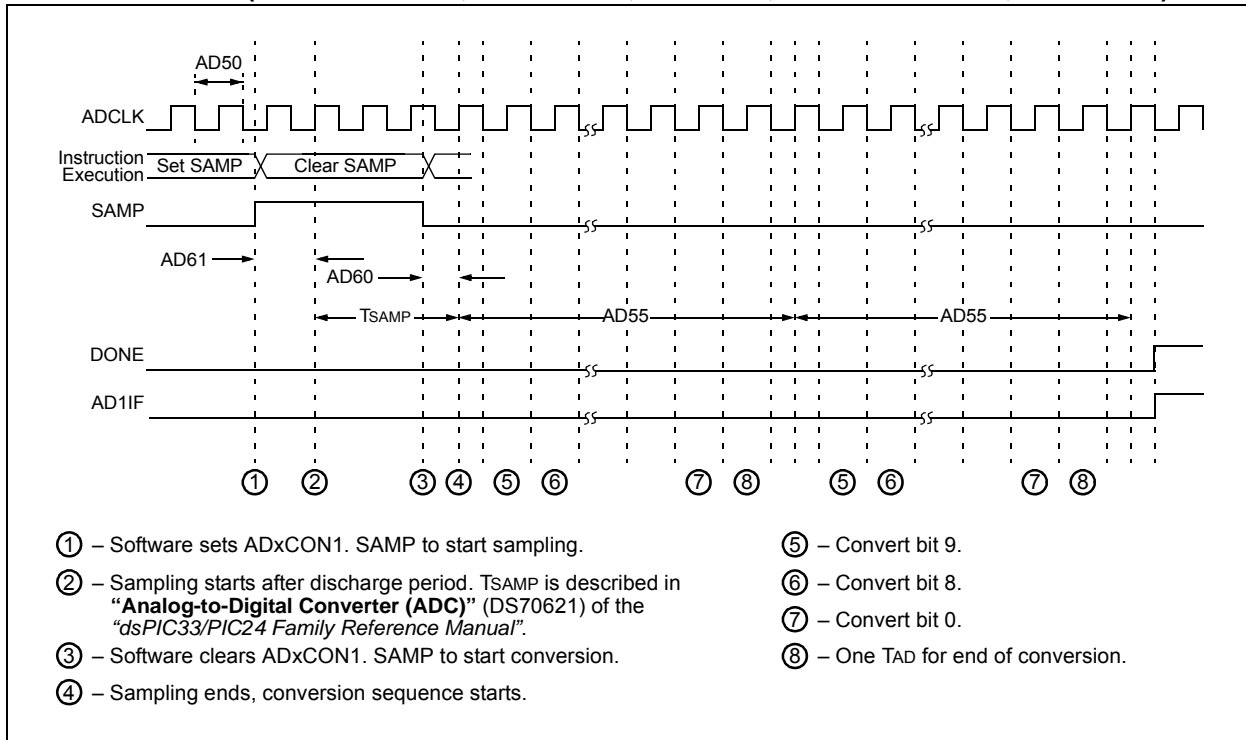 AD50
ADCLK
Instruction
Execution
Set SAMP
Clear SAMP
SAMP
AD61
AD60
TSAMP
AD55
AD55
DONE
AD1IF
1 2 3 4 5 6 7 8 5 6 7 8
1 – Software sets ADxCON1. SAMP to start sampling.
2 – Sampling starts after discharge period. TSAMP is described in
“Analog-to-Digital Converter (ADC)” (DS70621) of the
“dsPIC33/PIC24 Family Reference Manual”.
3 – Software clears ADxCON1. SAMP to start conversion.
4 – Sampling ends, conversion sequence starts.
5 – Convert bit 9.
6 – Convert bit 8.
7 – Convert bit 0.
8 – One TAD for end of conversion.